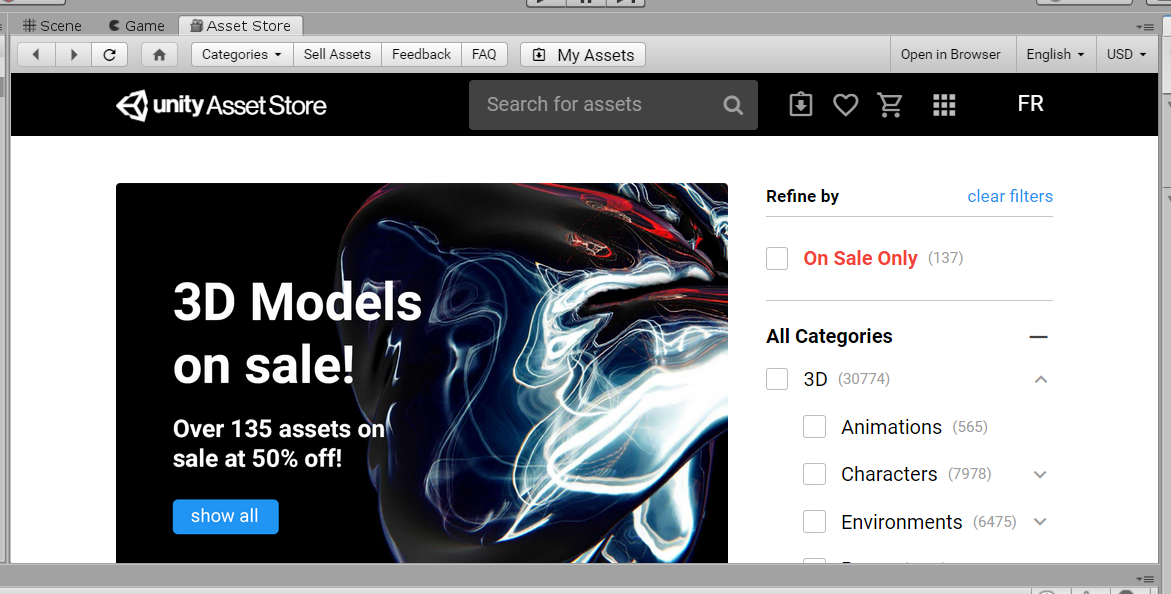 Scene Game Asset Store
Categories Sell Assets Feedback FAQ My Assets Open in Browser English USD
unity Asset Store Search for assets FR
3D Models
on sale!
Over 135 assets on
sale at 50% off!
show all
Refine by clear filters
On Sale Only (137)
All Categories
3D (30774)
Animations (565)
Characters (7978)
Environments (6475)